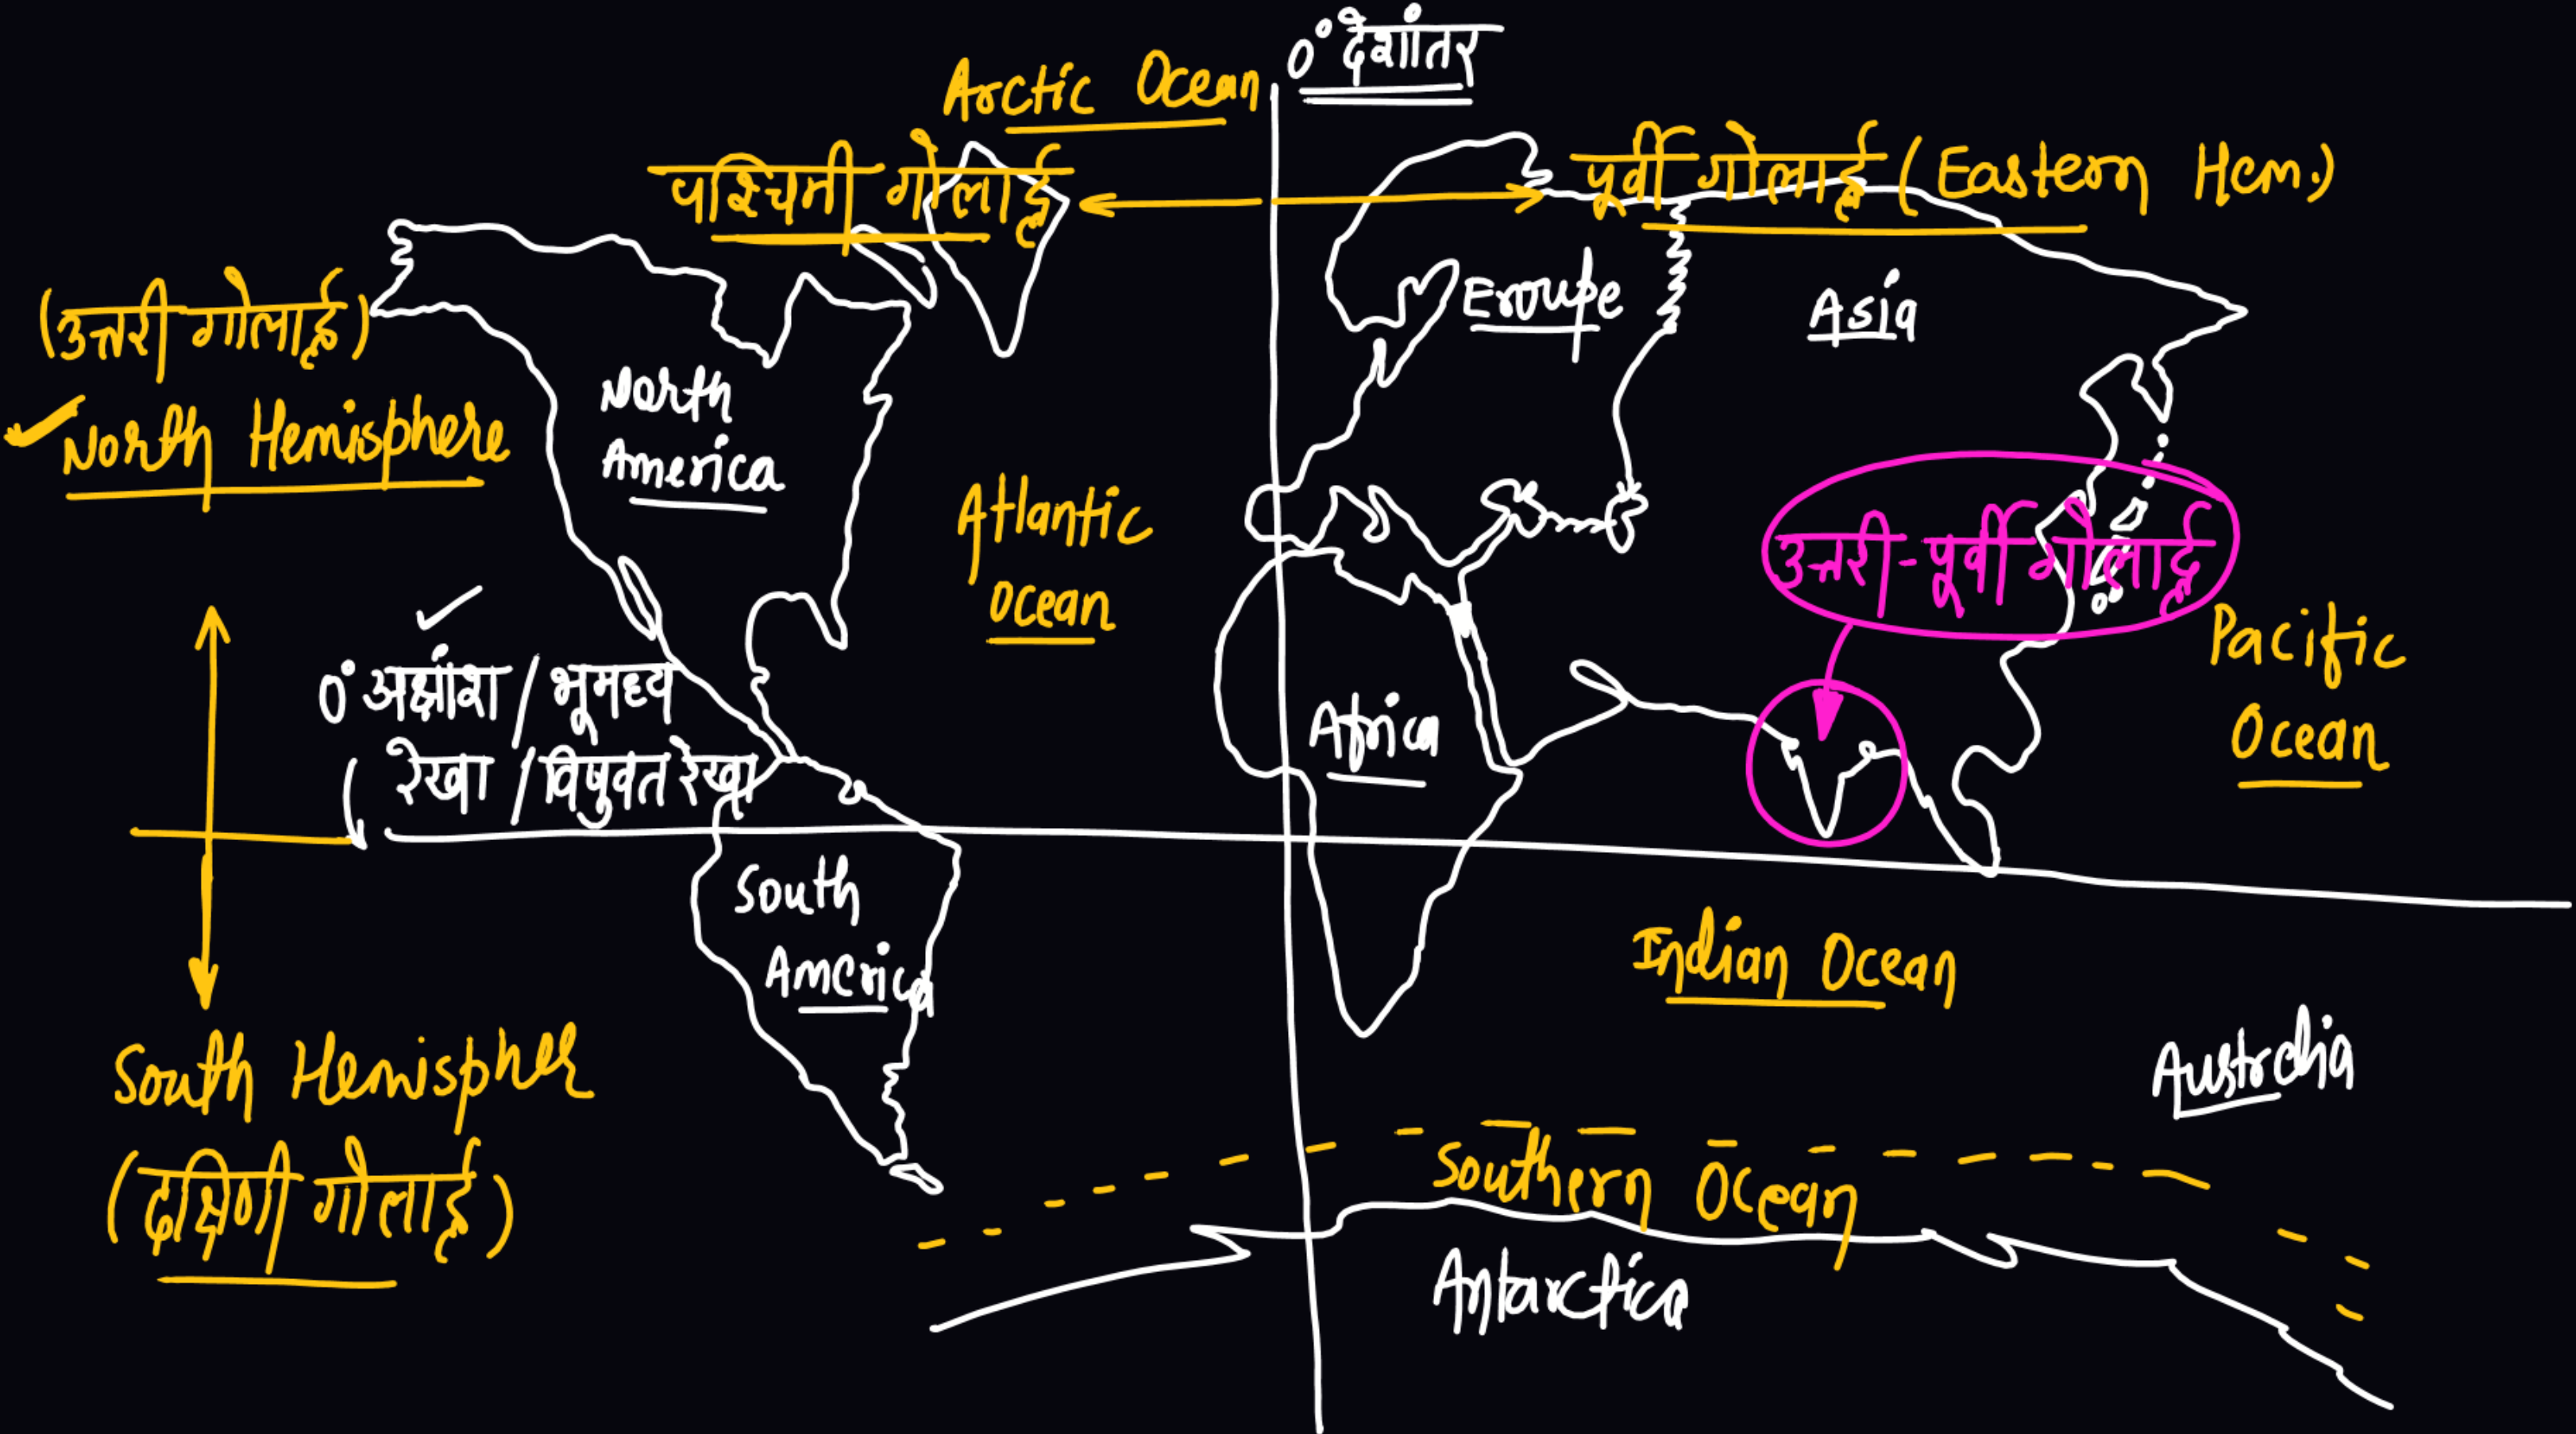 0° देशांतर
Arctic Ocean
पश्चिमी गोलार्द्ध
पूर्वी गोलार्द्ध (Eastern Hem.)
(उत्तरी गोलार्द्ध)
North Hemisphere
North
America
Eroupe
Asia
Atlantic
Ocean
उत्तरी-पूर्वी गोलार्द्ध
Pacific
Ocean
0° अक्षांश / भूमध्य
रेखा / विषुवत रेखा
Africa
South
America
Indian Ocean
Australia
South Hemispher
(दक्षिणी गोलार्द्ध)
Southern Ocean
Antarctica